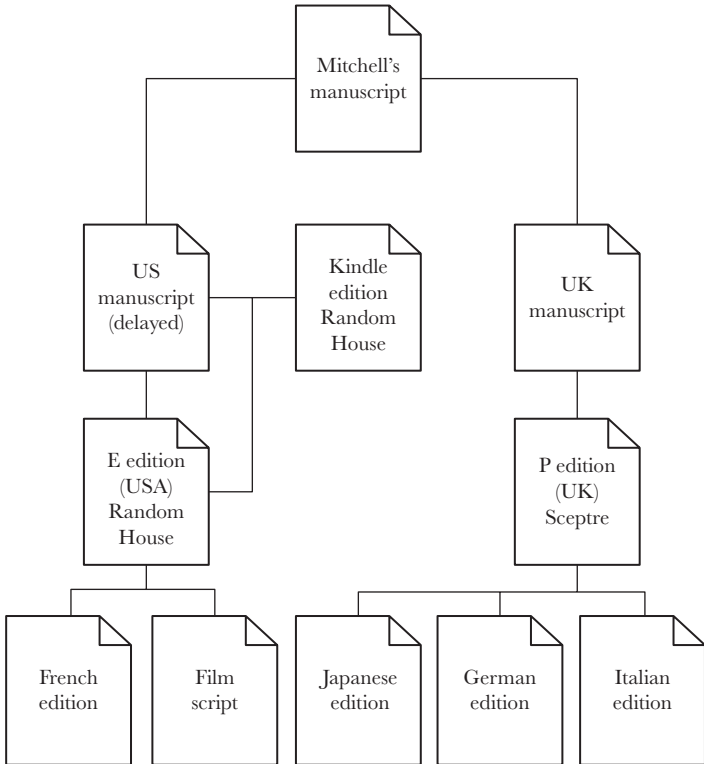 Mitchell’s
manuscript
US
manuscript
(delayed)
Kindle
edition
Random
House
UK
manuscript
E edition
(USA)
Random
House
P edition
(UK)
Sceptre
French
edition
Film
script
Japanese
edition
German
edition
Italian
edition